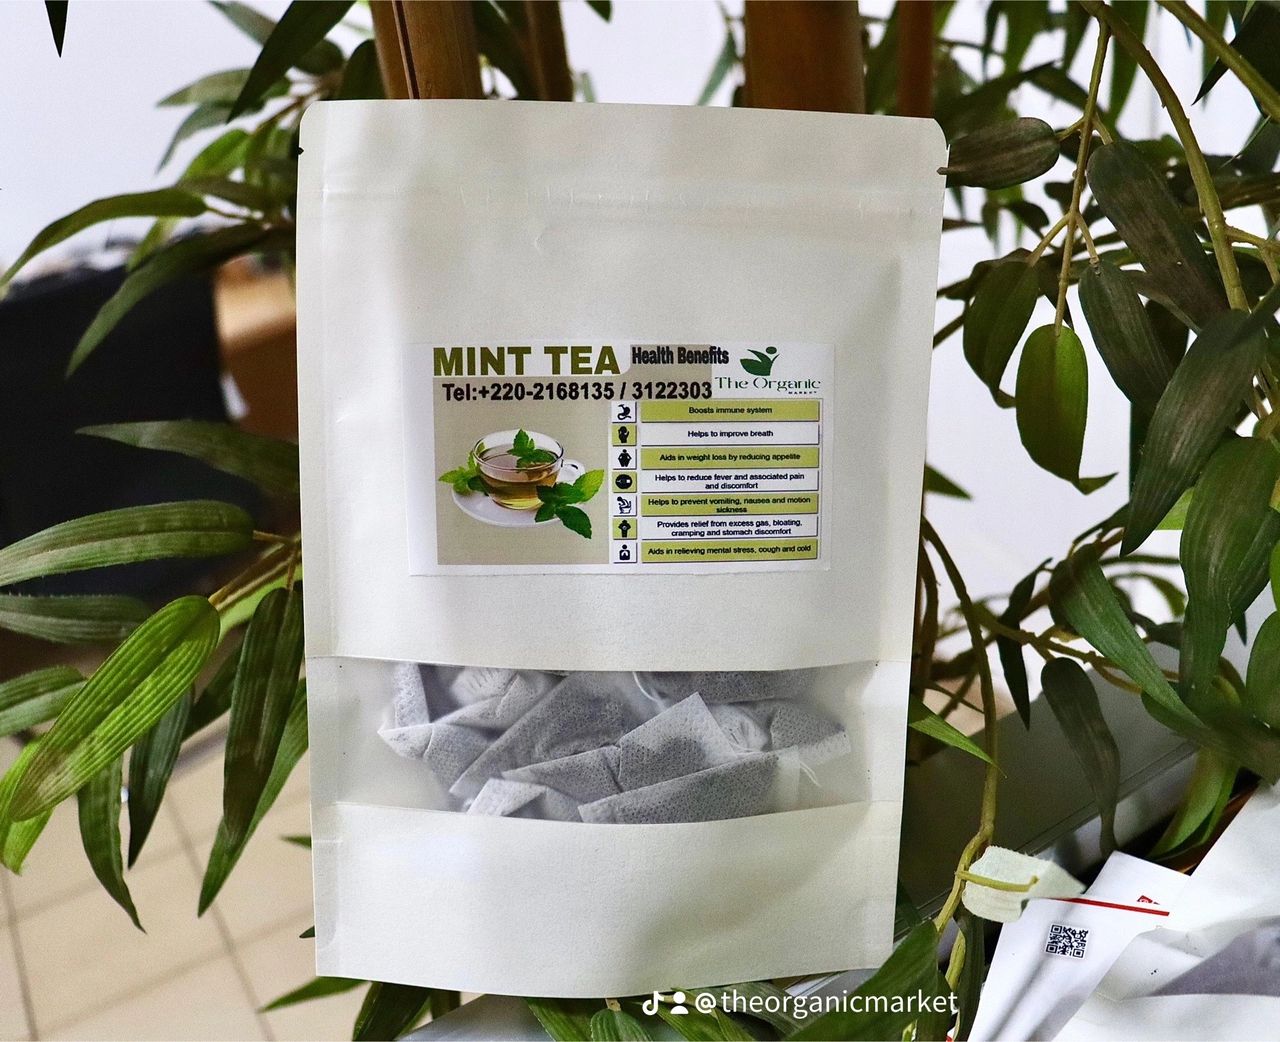 MINT TEA Health Benefits
The Organic
MARKET
Tel:+220-2168135 / 3122303
Boosts immune system
Helps to improve breath
Aids in weight loss by reducing appetite
Helps to reduce fever and associated pain
and discomfort
Helps to prevent vomiting, nausea and motion
sickness
Provides relief from excess gas, bloating,
cramping and stomach discomfort
Aids in relieving mental stress, cough and cold
@theorganicmarket